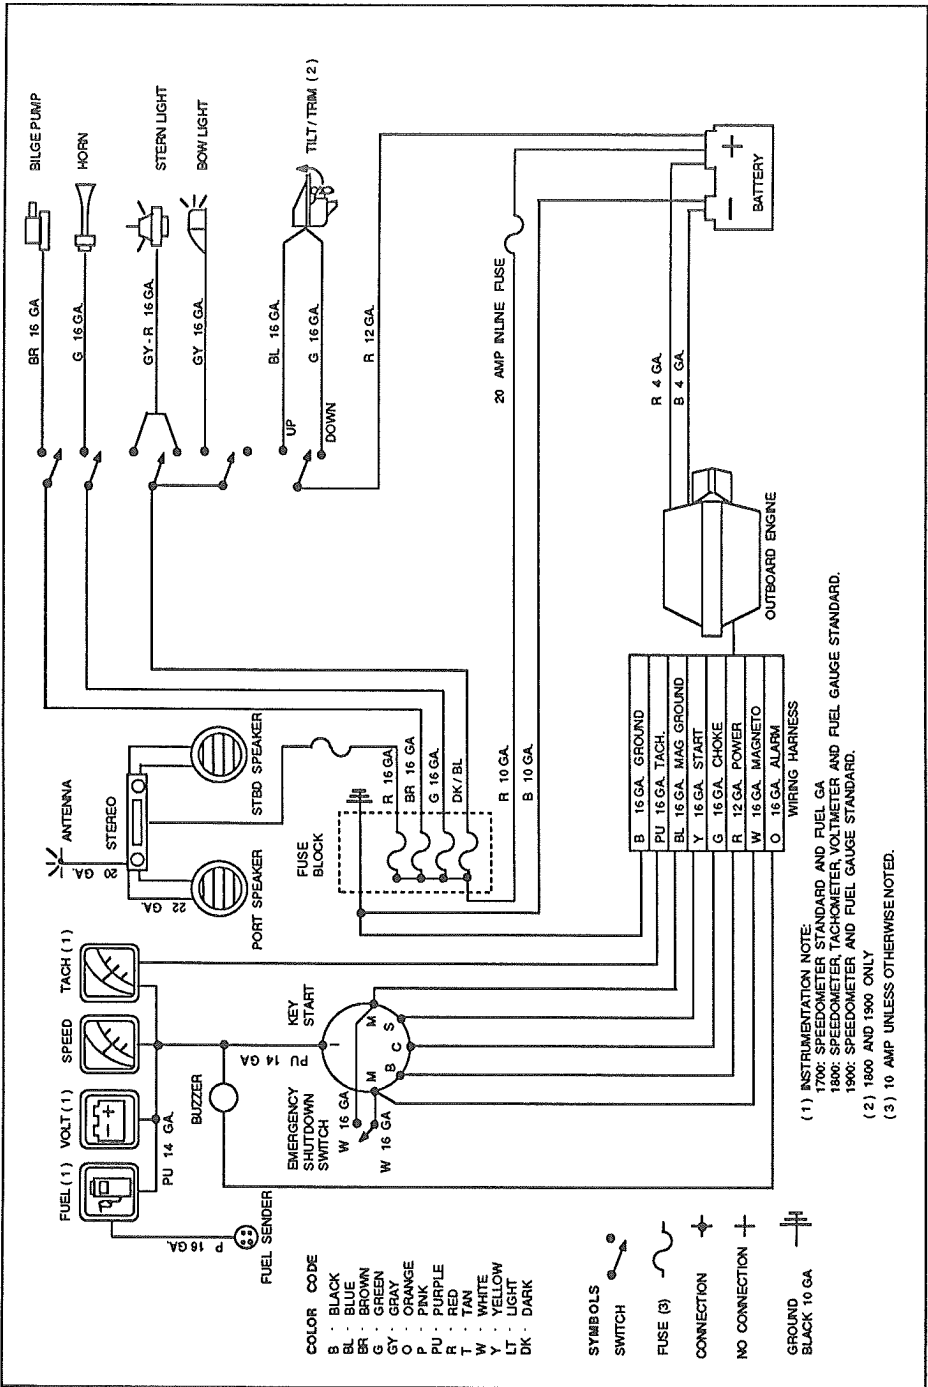 BILGE PUMP
HORN
STERN LIGHT
BOW LIGHT
TILT / TRIM ( 2 )
BR 16 GA
G 16 GA.
GY - R 16 GA.
GY 16 GA.
BL 16 GA.
G 16 GA.
R 12 GA.
UP
DOWN
20 AMP INLINE FUSE
BATTERY
+
−
R 4 GA.
B 4 GA.
OUTBOARD ENGINE
ANTENNA
20 GA.
STEREO
22 GA.
PORT SPEAKER
STBD SPEAKER
FUSE
BLOCK
R 16 GA.
BR 16 GA
G 16 GA.
DK / BL
R 10 GA.
B 10 GA.
B 16 GA. GROUND
PU 16 GA. TACH.
BL 16 GA. MAG GROUND
Y 16 GA. START
G 16 GA. CHOKE
R 12 GA. POWER
W 16 GA. MAGNETO
O 16 GA. ALARM
WIRING HARNESS
FUEL ( 1 )
VOLT ( 1 )
SPEED
TACH ( 1 )
PU 14 GA.
P 16 GA.
FUEL SENDER
BUZZER
PU 14 GA
KEY
START
I
M
S
C
B
M
EMERGENCY
SHUTDOWN
SWITCH
W 16 GA
W 16 GA
COLOR CODE
B - BLACK
BL - BLUE
BR - BROWN
G - GREEN
GY - GRAY
O - ORANGE
P - PINK
PU - PURPLE
R - RED
T - TAN
W - WHITE
Y - YELLOW
LT - LIGHT
DK - DARK
SYMBOLS
SWITCH
FUSE (3)
CONNECTION
NO CONNECTION
GROUND
BLACK 10 GA
( 1 ) INSTRUMENTATION NOTE:
1700: SPEEDOMETER STANDARD AND FUEL GA
1800: SPEEDOMETER, TACHOMETER, VOLTMETER AND FUEL GAUGE STANDARD.
1900: SPEEDOMETER AND FUEL GAUGE STANDARD.
( 2 ) 1800 AND 1900 ONLY
( 3 ) 10 AMP UNLESS OTHERWISE NOTED.